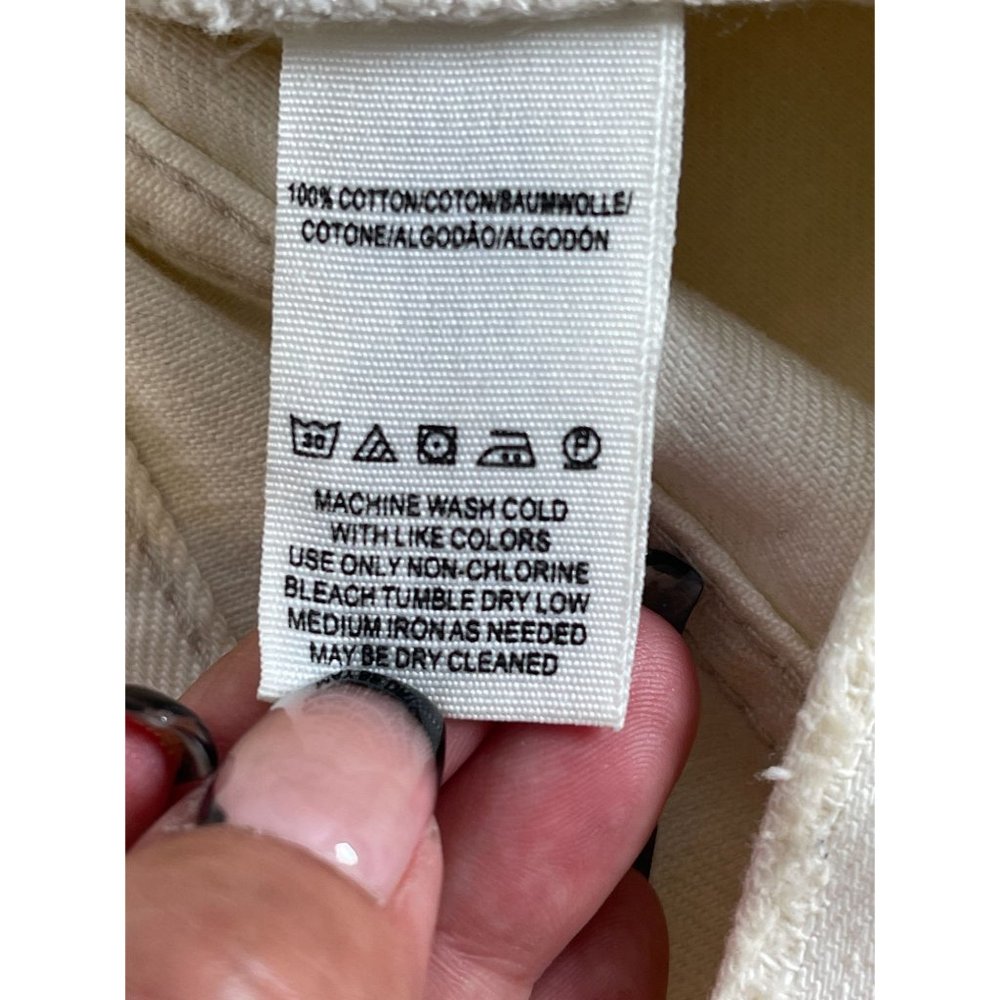 100% COTTON/COTON/BAUMWOLLE/
COTONE/ALGODÃO/ALGODÓN
30 P
MACHINE WASH COLD
WITH LIKE COLORS
USE ONLY NON-CHLORINE
BLEACH TUMBLE DRY LOW
MEDIUM IRON AS NEEDED
MAY BE DRY CLEANED